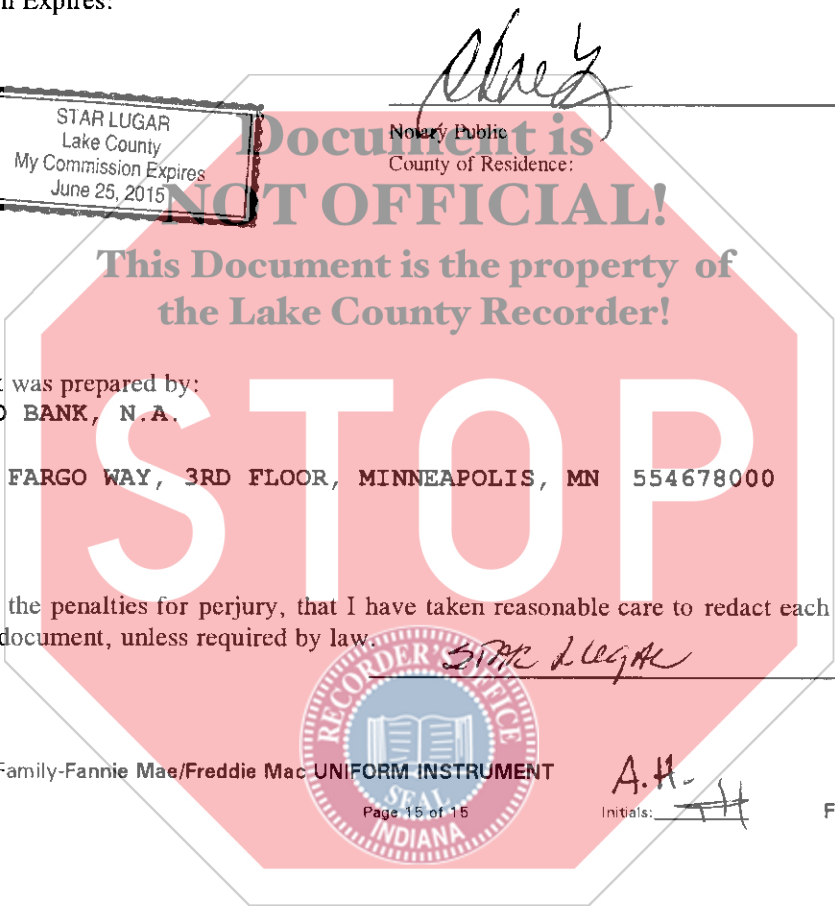 n Expires:
STAR LUGAR
Lake County
My Commission Expires
June 25, 2015
Notary Public
County of Residence:
Document is
NOT OFFICIAL!
This Document is the property of
the Lake County Recorder!
STOP
was prepared by:
BANK, N.A.
FARGO WAY, 3RD FLOOR, MINNEAPOLIS, MN 554678000
the penalties for perjury, that I have taken reasonable care to redact each
document, unless required by law.
STAR LUGAR
RECORDER'S OFFICE
SEAL
INDIANA
Family-Fannie Mae/Freddie Mac UNIFORM INSTRUMENT
Page 15 of 15
A.H.
Initials: JH
F